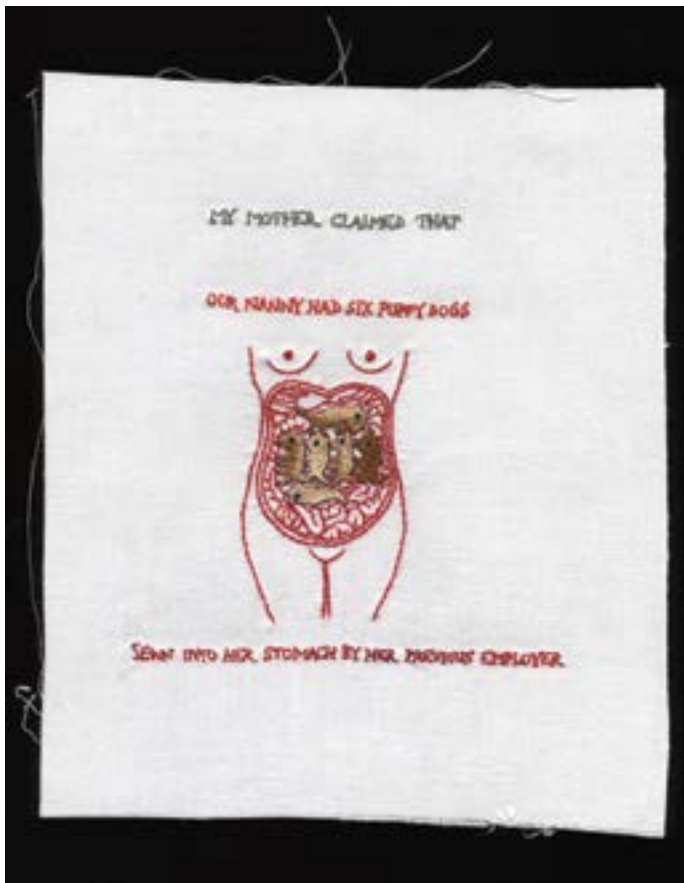 MY MOTHER CLAIMED THAT
OUR NANNY HAD SIX PUPPY DOGS
SEWN INTO HER STOMACH BY HER PREVIOUS EMPLOYER